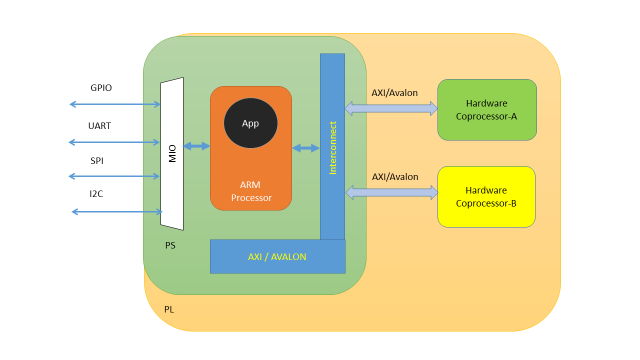 GPIO
UART
SPI
I2C
MIO
App
ARM
Processor
Interconnect
AXI / AVALON
PS
PL
AXI/Avalon
Hardware
Coprocessor-A
AXI/Avalon
Hardware
Coprocessor-B